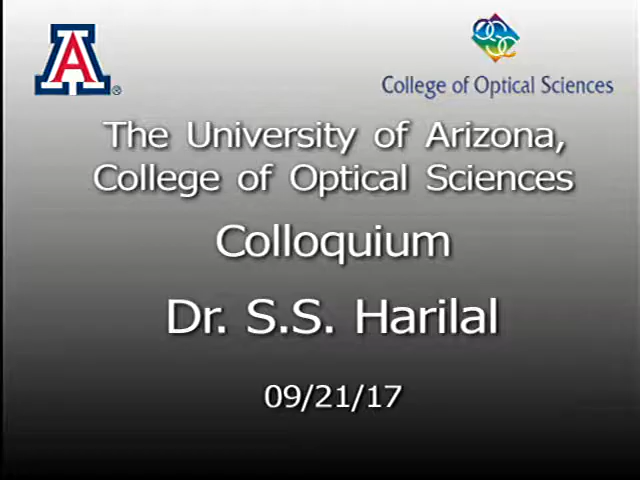 A
®
College of Optical Sciences
The University of Arizona,
College of Optical Sciences
Colloquium
Dr. S.S. Harilal
09/21/17